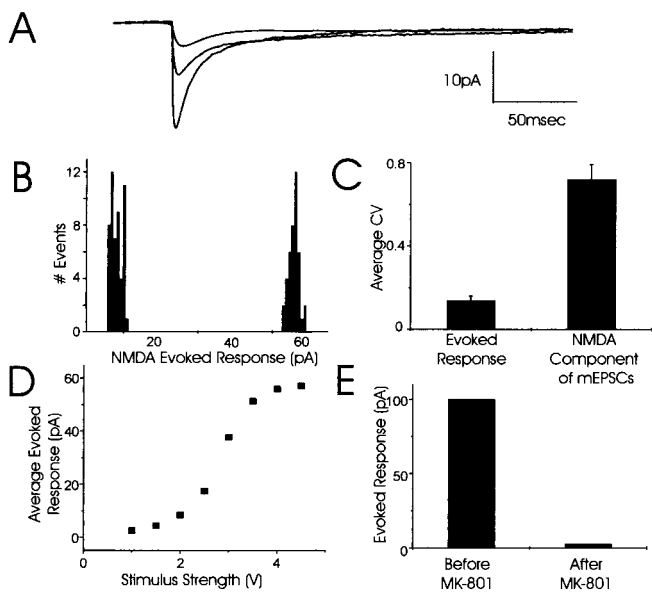 A
10pA
50msec
B
12
8
4
0
# Events
20
40
60
NMDA Evoked Response (pA)
C
0.8
0.4
0
Average CV
Evoked
Response
NMDA
Component
of mEPSCs
D
60
40
20
0
Average Evoked
Response (pA)
0
2
4
Stimulus Strength (V)
E
100
50
0
Evoked Response (pA)
Before
MK-801
After
MK-801